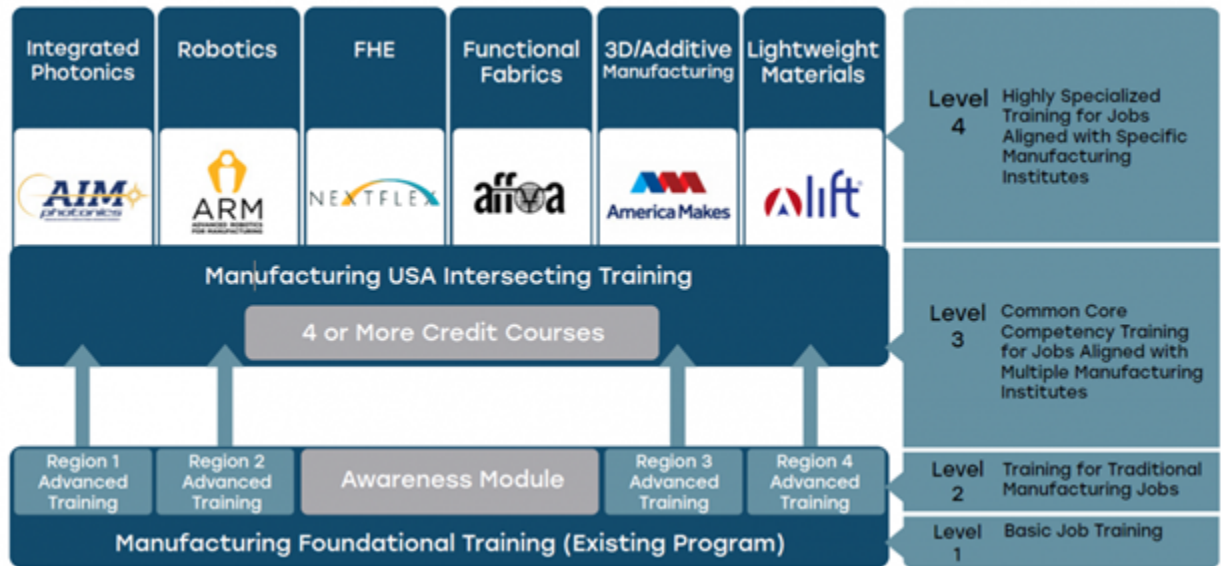 Integrated
Photonics
Robotics
FHE
Functional
Fabrics
3D/Additive
Manufacturing
Lightweight
Materials
AIM
photonics
ARM
ADVANCED ROBOTICS
FOR MANUFACTURING
NEXTFLEX
affoa
America Makes
lift
Level
4
Highly Specialized
Training for Jobs
Aligned with Specific
Manufacturing
Institutes
Manufacturing USA Intersecting Training
4 or More Credit Courses
Level
3
Common Core
Competency Training
for Jobs Aligned with
Multiple Manufacturing
Institutes
Region 1
Advanced
Training
Region 2
Advanced
Training
Awareness Module
Region 3
Advanced
Training
Region 4
Advanced
Training
Level
2
Training for Traditional
Manufacturing Jobs
Manufacturing Foundational Training (Existing Program)
Level
1
Basic Job Training